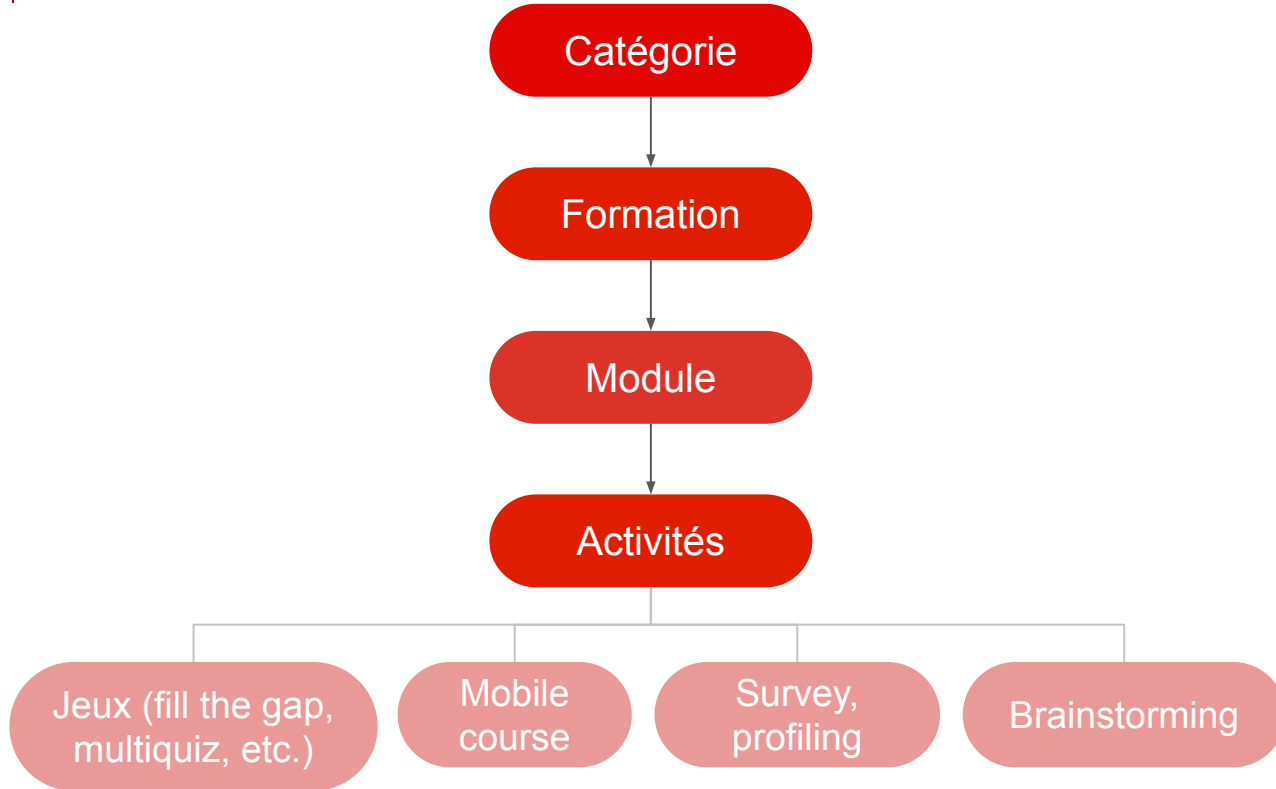 Catégorie
Formation
Module
Activités
Jeux (fill the gap,
multiquiz, etc.)
Mobile
course
Survey,
profiling
Brainstorming